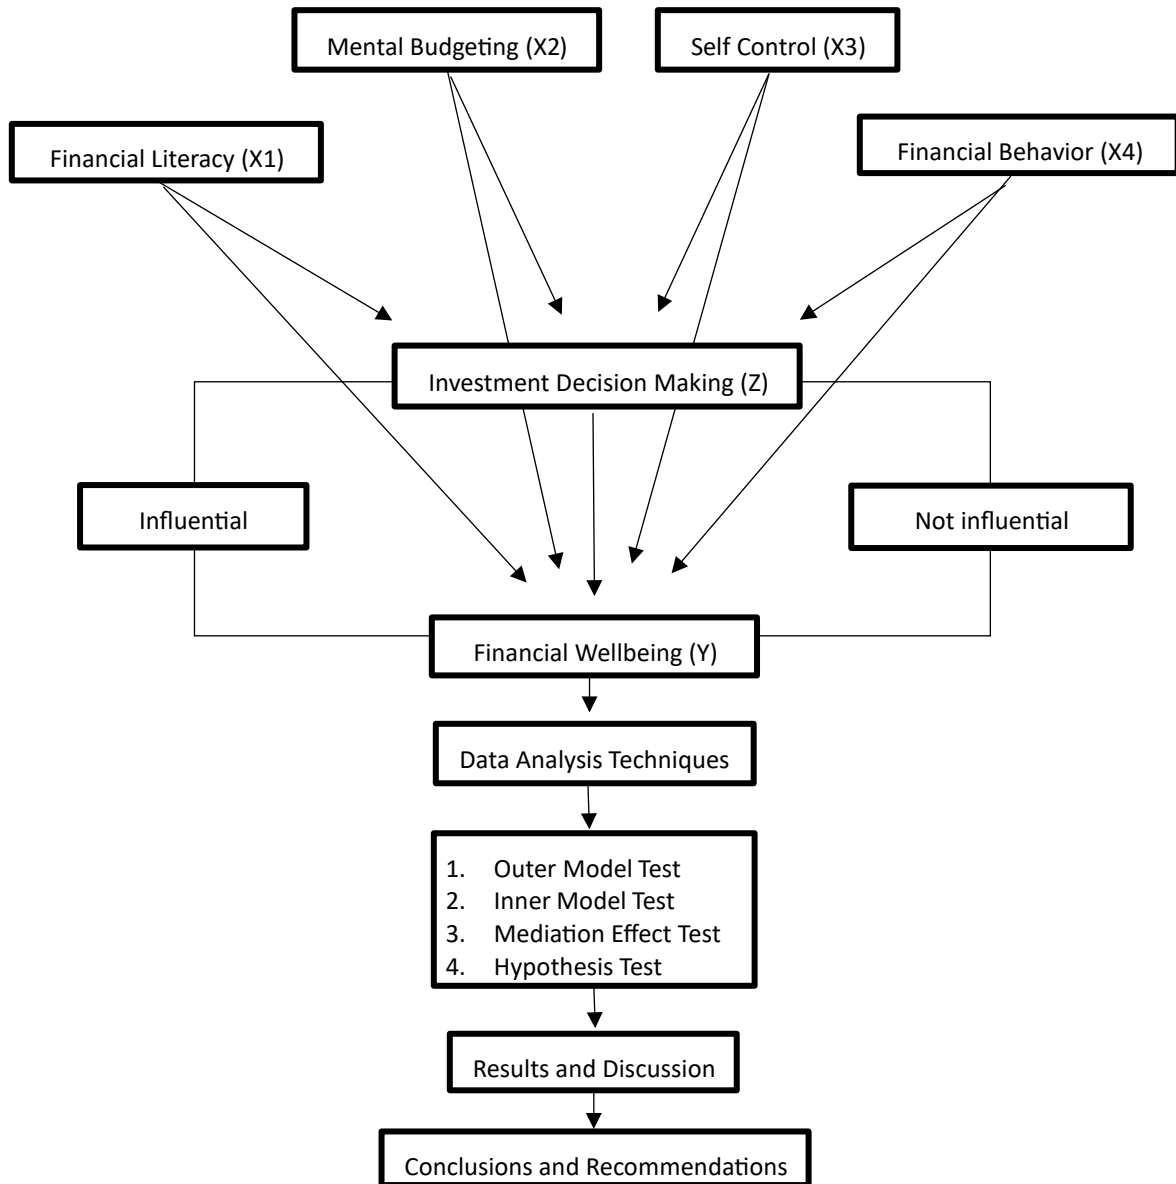 Mental Budgeting (X2)
Self Control (X3)
Financial Literacy (X1)
Financial Behavior (X4)
Investment Decision Making (Z)
Influential
Not influential
Financial Wellbeing (Y)
Data Analysis Techniques
1. Outer Model Test
2. Inner Model Test
3. Mediation Effect Test
4. Hypothesis Test
Results and Discussion
Conclusions and Recommendations